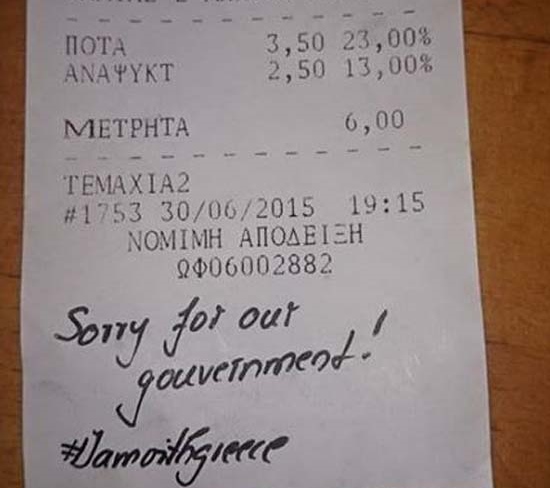 ΠΟΤΑ 3,50 23,00%
ΑΝΑΨΥΚΤ 2,50 13,00%
ΜΕΤΡΗΤΑ 6,00
ΤΕΜΑΧΙΑ2
#1753 30/06/2015 19:15
ΝΟΜΙΜΗ ΑΠΟΔΕΙΞΗ
ΩΦ06002882
Sorry for our
gouvernment!
#Jamwithgreece